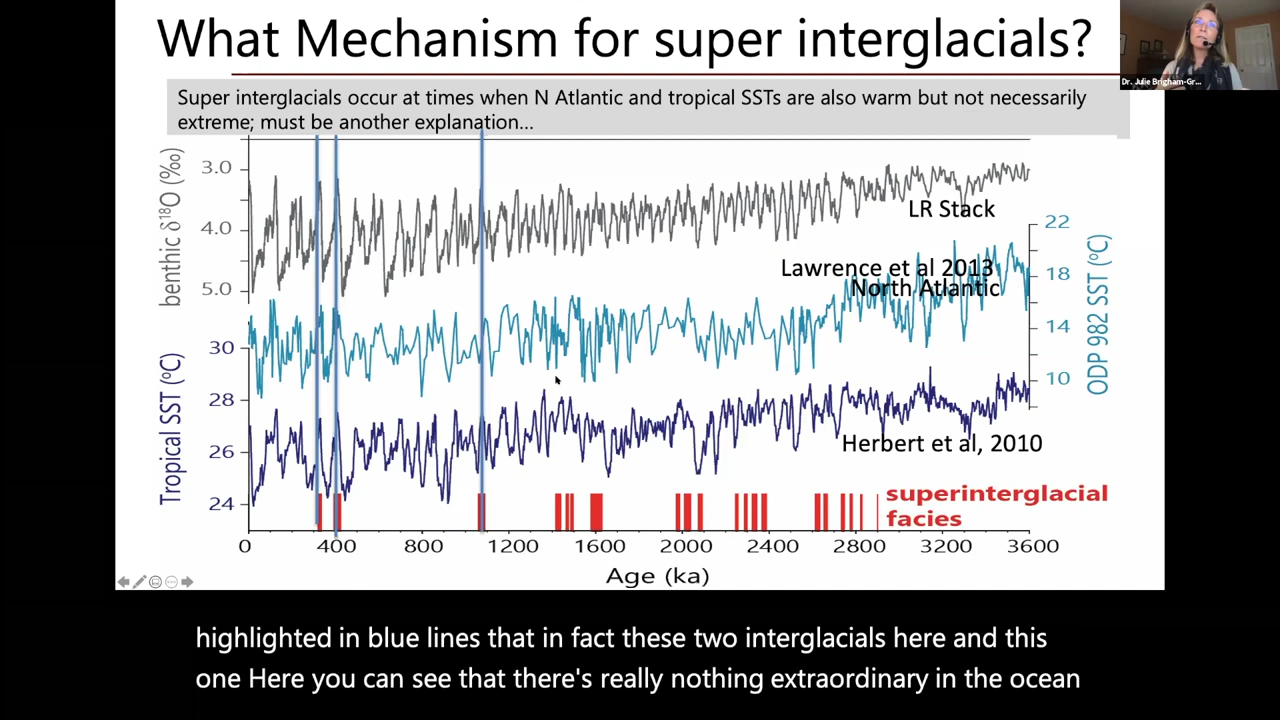 What Mechanism for super interglacials?
Dr. Julie Brigham-Gr...
Super interglacials occur at times when N Atlantic and tropical SSTs are also warm but not necessarily
extreme; must be another explanation...
benthic δ¹⁸O (‰)
3.0
4.0
5.0
LR Stack
22
18
14
10
ODP 982 SST (°C)
Lawrence et al 2013
North Atlantic
Tropical SST (°C)
30
28
26
24
Herbert et al, 2010
superinterglacial
facies
0 400 800 1200 1600 2000 2400 2800 3200 3600
Age (ka)
highlighted in blue lines that in fact these two interglacials here and this
one Here you can see that there's really nothing extraordinary in the ocean